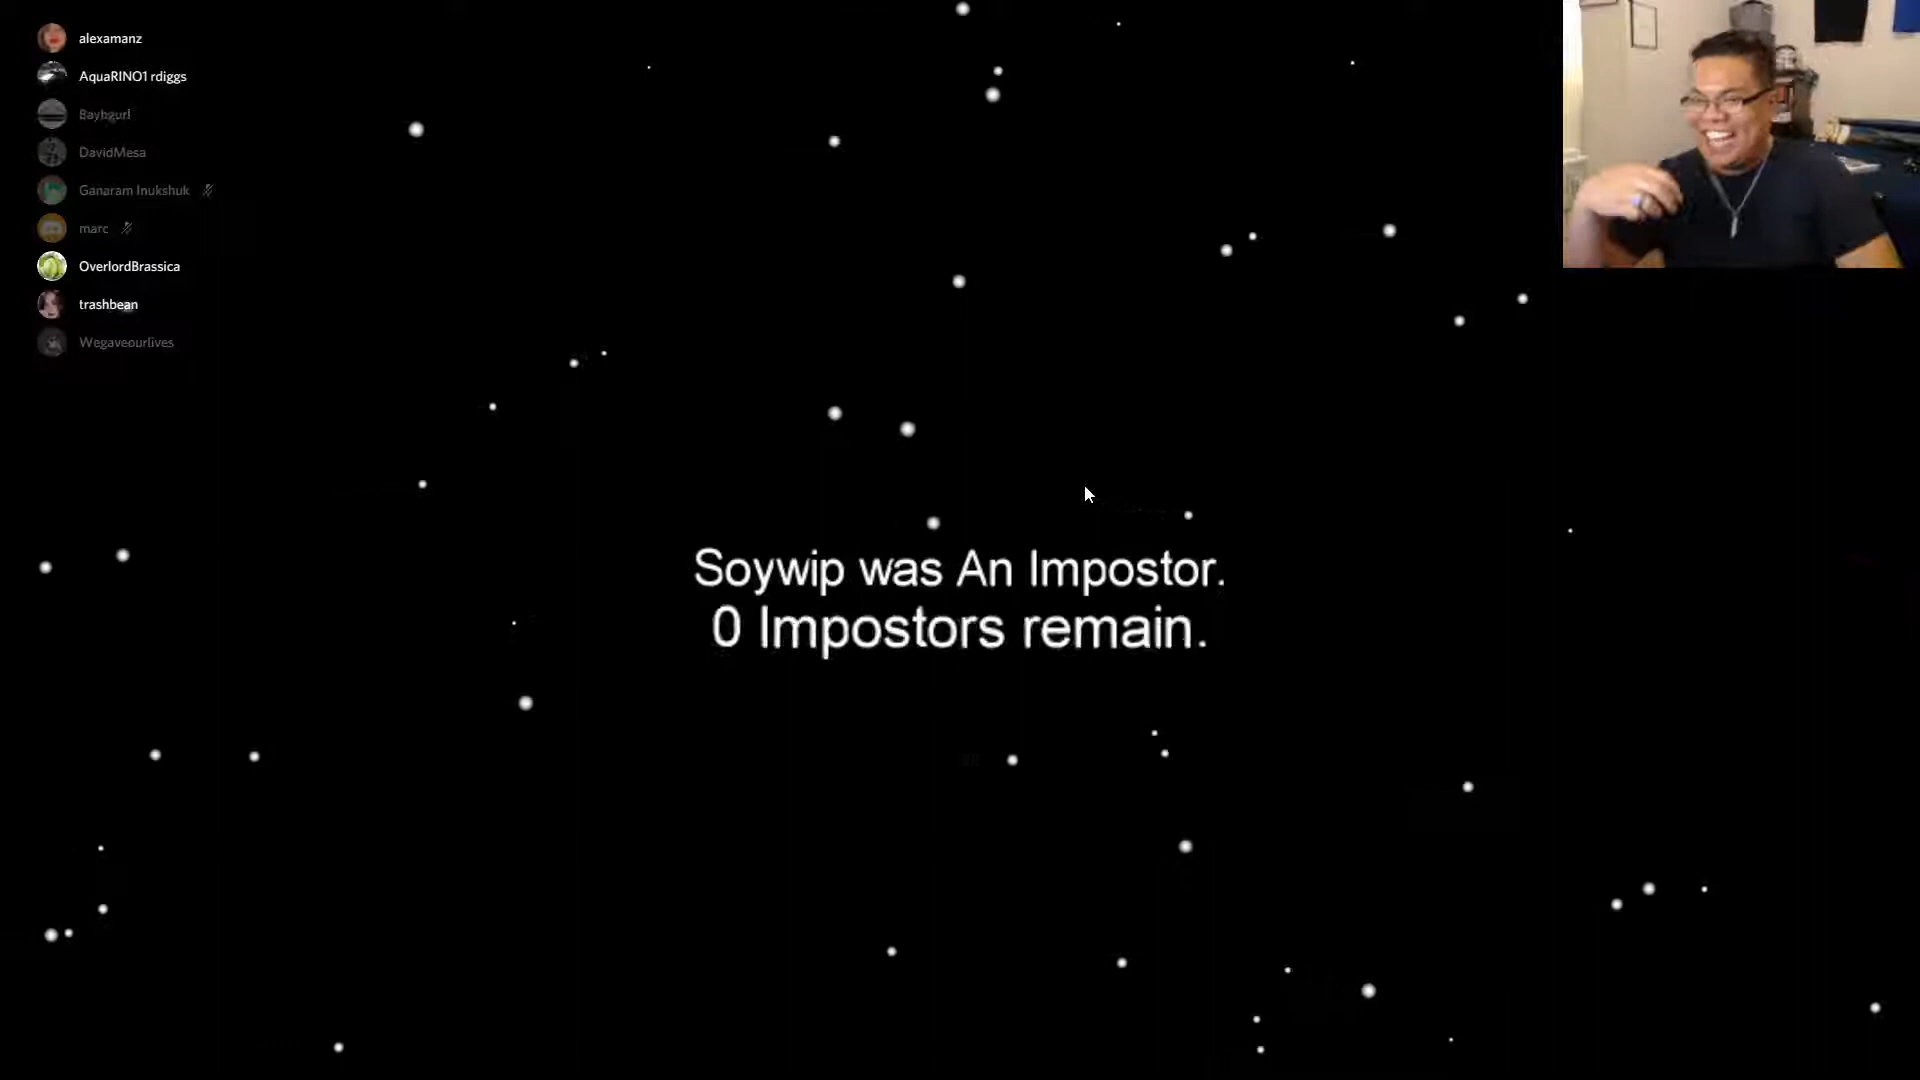 alexamanz
AquaRINO1 rdiggs
Baybgurl
DavidMesa
Ganaram Inukshuk
marc
OverlordBrassica
trashbean
Wegaveourlives
Soywip was An Impostor.
0 Impostors remain.